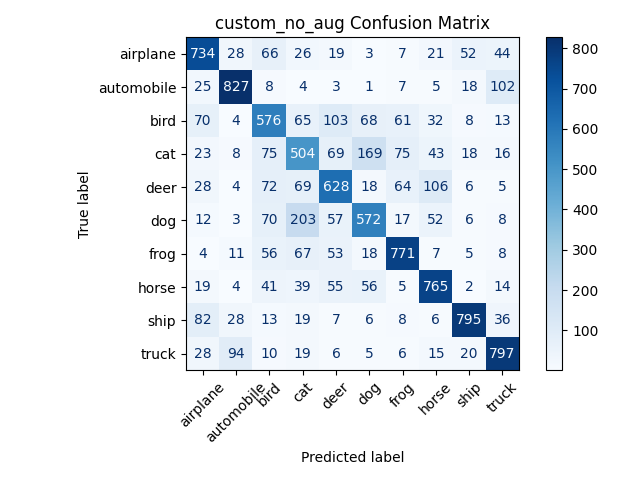 custom_no_aug Confusion Matrix
True label
airplane 734 28 66 26 19 3 7 21 52 44
automobile 25 827 8 4 3 1 7 5 18 102
bird 70 4 576 65 103 68 61 32 8 13
cat 23 8 75 504 69 169 75 43 18 16
deer 28 4 72 69 628 18 64 106 6 5
dog 12 3 70 203 57 572 17 52 6 8
frog 4 11 56 67 53 18 771 7 5 8
horse 19 4 41 39 55 56 5 765 2 14
ship 82 28 13 19 7 6 8 6 795 36
truck 28 94 10 19 6 5 6 15 20 797
airplane automobile bird cat deer dog frog horse ship truck
Predicted label
800
700
600
500
400
300
200
100